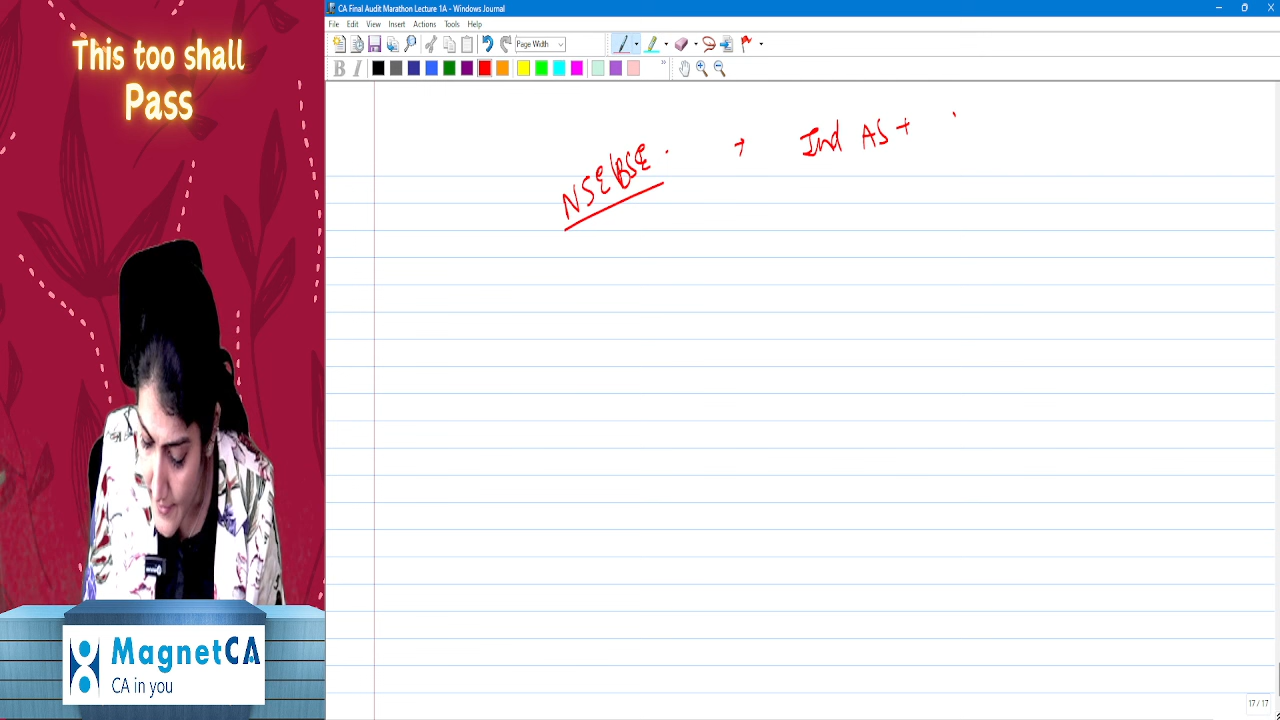 This too shall
Pass
CA Final Audit Marathon Lecture 1A - Windows Journal
File Edit View Insert Actions Tools Help
Page Width
B I
NSE/BSE. → Ind AS +
17 / 17
MagnetCA
CA in you